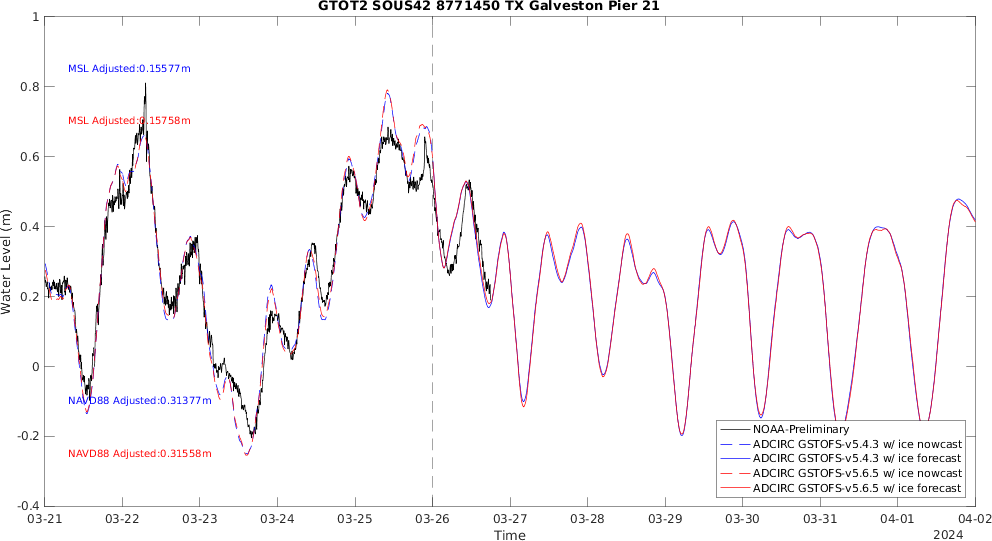 GTOT2 SOUS42 8771450 TX Galveston Pier 21
Water Level (m)
1
0.8
0.6
0.4
0.2
0
-0.2
-0.4
MSL Adjusted:0.15577m
MSL Adjusted:0.15758m
NAVD88 Adjusted:0.31377m
NAVD88 Adjusted:0.31558m
NOAA-Preliminary
ADCIRC GSTOFS-v5.4.3 w/ ice nowcast
ADCIRC GSTOFS-v5.4.3 w/ ice forecast
ADCIRC GSTOFS-v5.6.5 w/ ice nowcast
ADCIRC GSTOFS-v5.6.5 w/ ice forecast
03-21 03-22 03-23 03-24 03-25 03-26 03-27 03-28 03-29 03-30 03-31 04-01 04-02
Time
2024